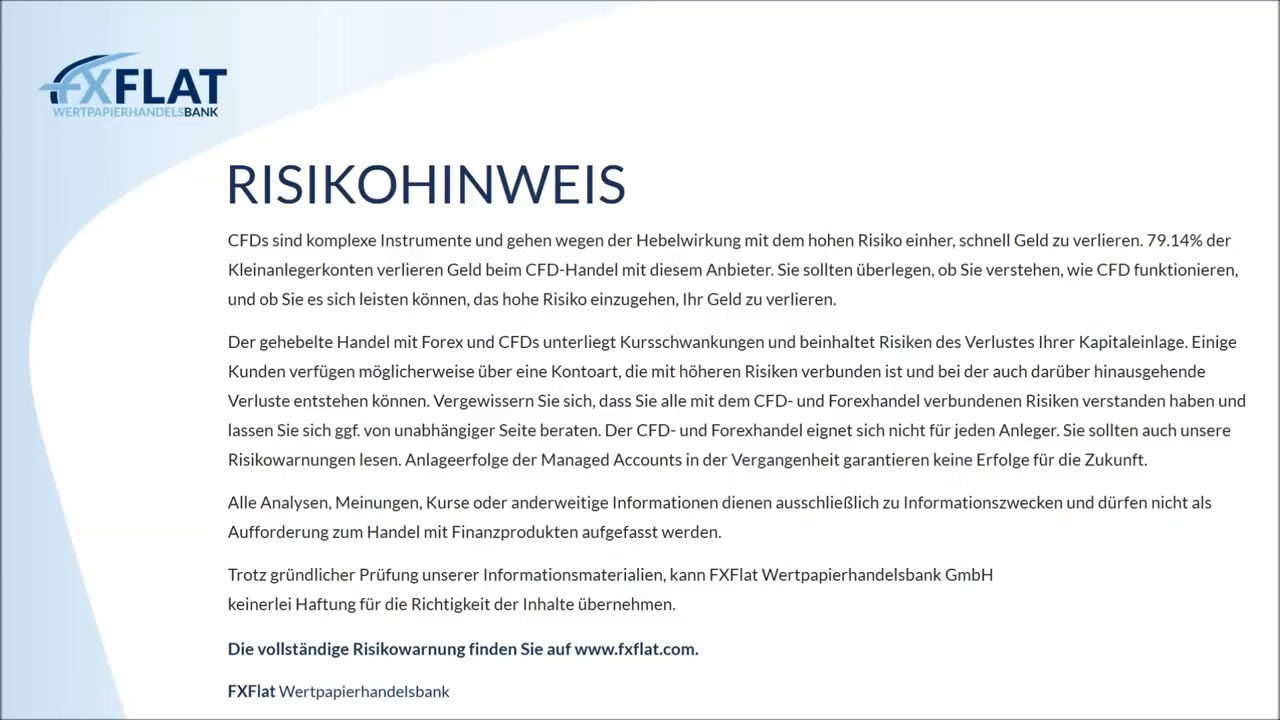 FXFLAT
WERTPAPIERHANDELSBANK
RISIKOHINWEIS
CFDs sind komplexe Instrumente und gehen wegen der Hebelwirkung mit dem hohen Risiko einher, schnell Geld zu verlieren. 79.14% der
Kleinanlegerkonten verlieren Geld beim CFD-Handel mit diesem Anbieter. Sie sollten überlegen, ob Sie verstehen, wie CFD funktionieren,
und ob Sie es sich leisten können, das hohe Risiko einzugehen, Ihr Geld zu verlieren.
Der gehebelte Handel mit Forex und CFDs unterliegt Kursschwankungen und beinhaltet Risiken des Verlustes Ihrer Kapitaleinlage. Einige
Kunden verfügen möglicherweise über eine Kontoart, die mit höheren Risiken verbunden ist und bei der auch darüber hinausgehende
Verluste entstehen können. Vergewissern Sie sich, dass Sie alle mit dem CFD- und Forexhandel verbundenen Risiken verstanden haben und
lassen Sie sich ggf. von unabhängiger Seite beraten. Der CFD- und Forexhandel eignet sich nicht für jeden Anleger. Sie sollten auch unsere
Risikowarnungen lesen. Anlageerfolge der Managed Accounts in der Vergangenheit garantieren keine Erfolge für die Zukunft.
Alle Analysen, Meinungen, Kurse oder anderweitige Informationen dienen ausschließlich zu Informationszwecken und dürfen nicht als
Aufforderung zum Handel mit Finanzprodukten aufgefasst werden.
Trotz gründlicher Prüfung unserer Informationsmaterialien, kann FXFlat Wertpapierhandelsbank GmbH
keinerlei Haftung für die Richtigkeit der Inhalte übernehmen.
Die vollständige Risikowarnung finden Sie auf www.fxflat.com.
FXFlat Wertpapierhandelsbank